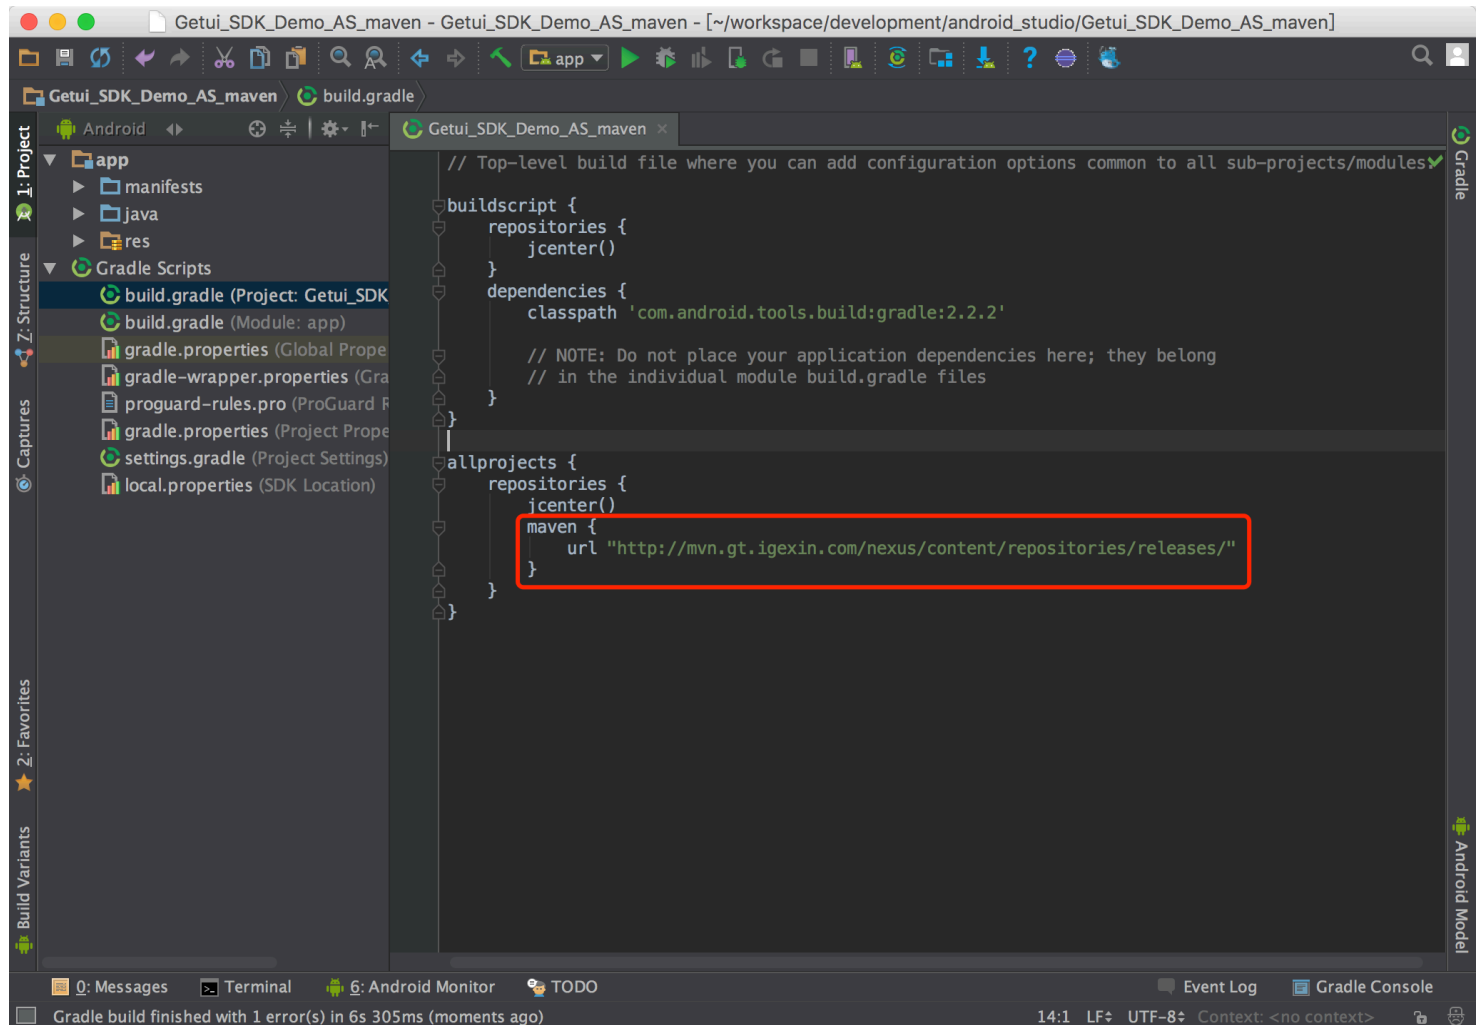 Getui_SDK_Demo_AS_maven - Getui_SDK_Demo_AS_maven - [~/workspace/development/android_studio/Getui_SDK_Demo_AS_maven]
app
Getui_SDK_Demo_AS_maven build.gradle
Android
Getui_SDK_Demo_AS_maven
1: Project
Z: Structure
Captures
2: Favorites
Build Variants
app
manifests
java
res
Gradle Scripts
build.gradle (Project: Getui_SDK
build.gradle (Module: app)
gradle.properties (Global Prope
gradle-wrapper.properties (Gra
proguard-rules.pro (ProGuard R
gradle.properties (Project Prope
settings.gradle (Project Settings)
local.properties (SDK Location)
// Top-level build file where you can add configuration options common to all sub-projects/modules.
buildscript {
repositories {
jcenter()
}
dependencies {
classpath 'com.android.tools.build:gradle:2.2.2'
// NOTE: Do not place your application dependencies here; they belong
// in the individual module build.gradle files
}
}
allprojects {
repositories {
jcenter()
maven {
url "http://mvn.gt.igexin.com/nexus/content/repositories/releases/"
}
}
}
Gradle
Android Model
0: Messages Terminal 6: Android Monitor TODO Event Log Gradle Console
Gradle build finished with 1 error(s) in 6s 305ms (moments ago) 14:1 LF UTF-8 Context: <no context>